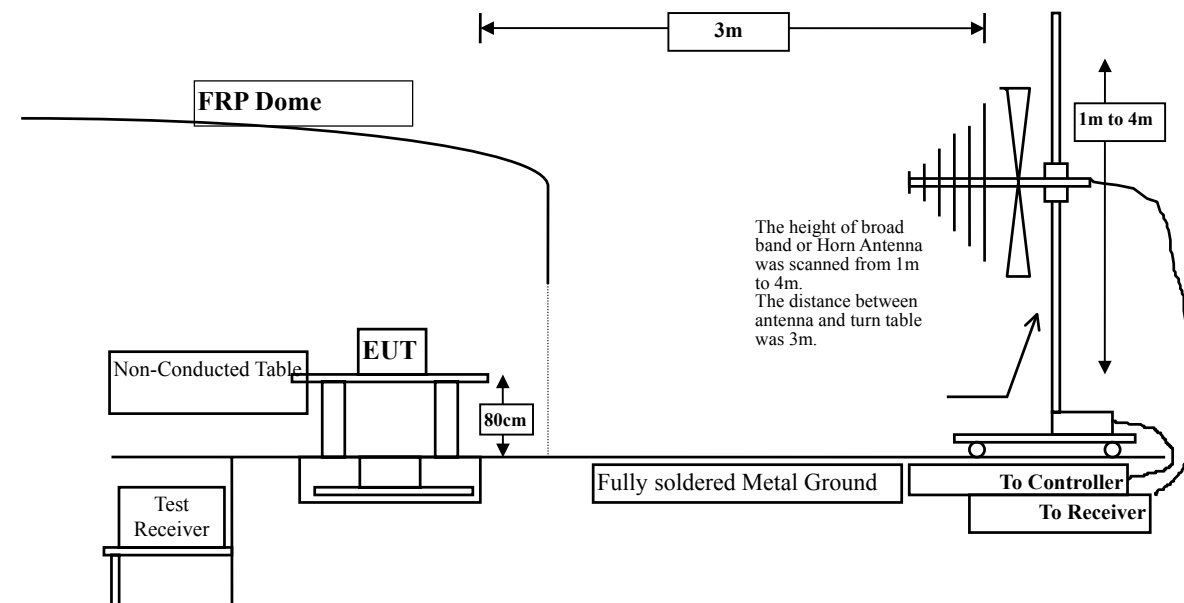 3m
FRP Dome
1m to 4m
The height of broad
band or Horn Antenna
was scanned from 1m
to 4m.
The distance between
antenna and turn table
was 3m.
EUT
Non-Conducted Table
80cm
Fully soldered Metal Ground
To Controller
Test
Receiver
To Receiver